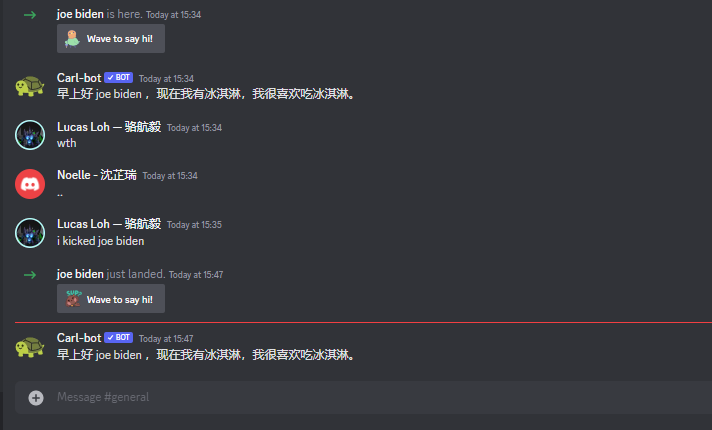 joe biden is here. Today at 15:34
Wave to say hi!
Carl-bot ✓ BOT Today at 15:34
早上好 joe biden ，现在我有冰淇淋，我很喜欢吃冰淇淋。
Lucas Loh — 骆航毅 Today at 15:34
wth
Noelle - 沈芷瑞 Today at 15:34
..
Lucas Loh — 骆航毅 Today at 15:35
i kicked joe biden
joe biden just landed. Today at 15:47
SUP
Wave to say hi!
Carl-bot ✓ BOT Today at 15:47
早上好 joe biden ，现在我有冰淇淋，我很喜欢吃冰淇淋。
Message #general